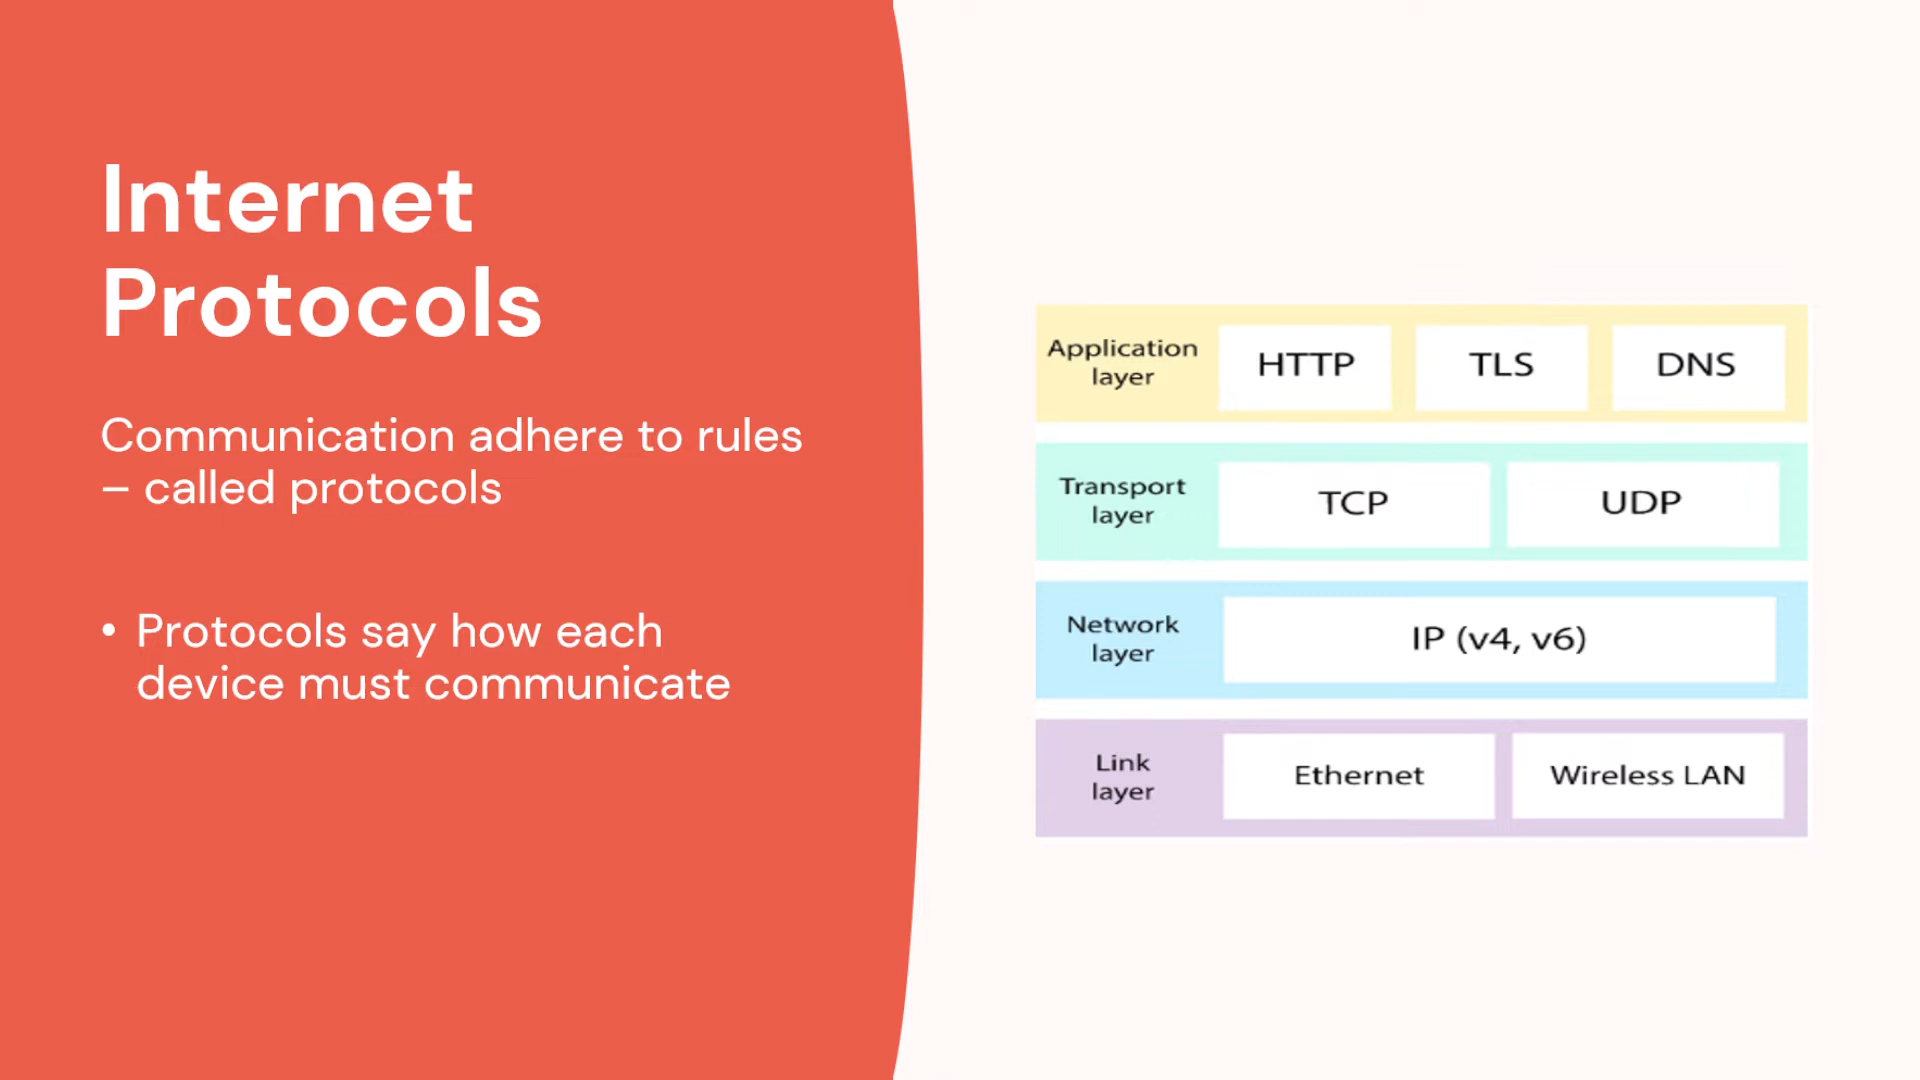 Internet
Protocols
Communication adhere to rules
– called protocols
• Protocols say how each
device must communicate
Application
layer
HTTP
TLS
DNS
Transport
layer
TCP
UDP
Network
layer
IP (v4, v6)
Link
layer
Ethernet
Wireless LAN